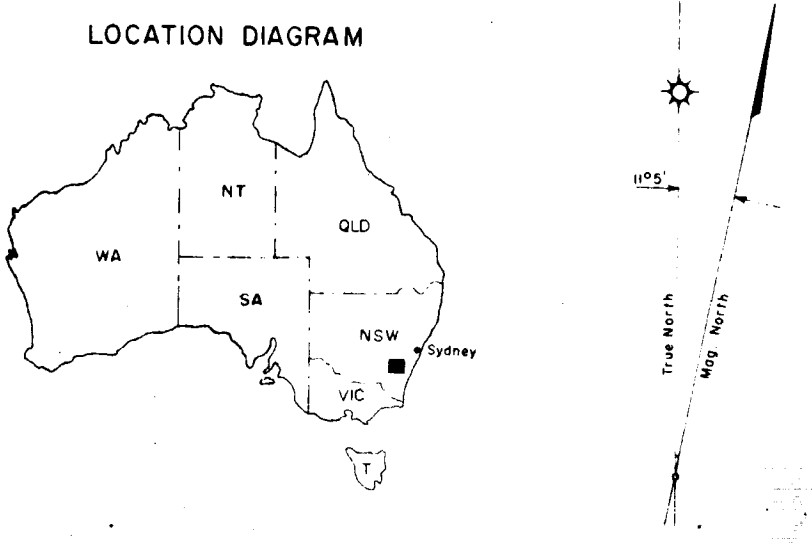 LOCATION DIAGRAM
NT
QLD
WA
SA
NSW
Sydney
VIC
T
11°5'
True North
Mag. North